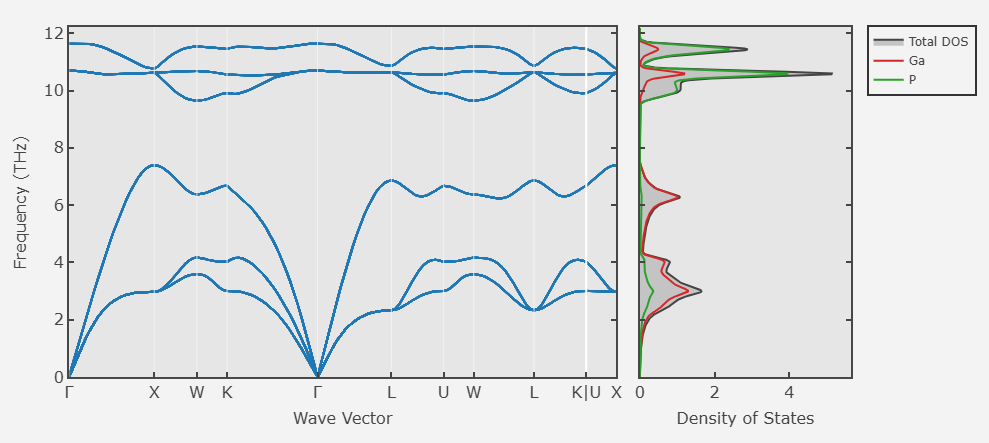 12
10
8
6
4
2
0
Frequency (THz)
Γ X W K Γ L U W L K|U X
Wave Vector
0 2 4
Density of States
Total DOS
Ga
P